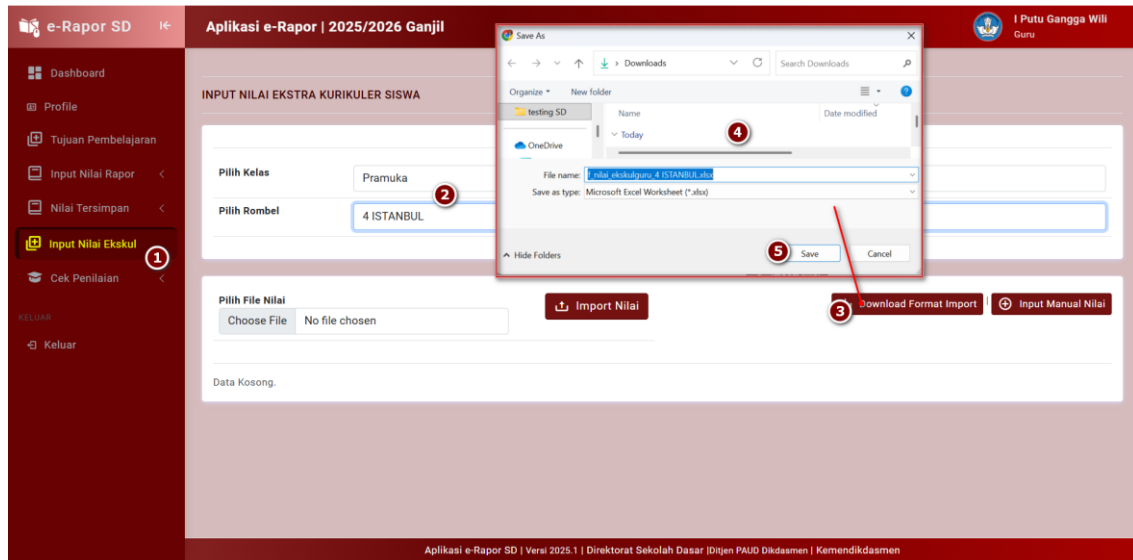 e-Rapor SD
Aplikasi e-Rapor | 2025/2026 Ganjil
I Putu Gangga Wili
Guru
Dashboard
Profile
Tujuan Pembelajaran
Input Nilai Rapor
Nilai Tersimpan
Input Nilai Ekskul
1
Cek Penilaian
KELUAR
Keluar
INPUT NILAI EKSTRA KURIKULER SISWA
Pilih Kelas
Pramuka
2
Pilih Rombel
4 ISTANBUL
Save As
Downloads
Search Downloads
Organize
New folder
testing SD
Name
Date modified
Today
4
OneDrive
File name: f_nilai_ekskulguru_4 ISTANBUL.xlsx
Save as type: Microsoft Excel Worksheet (*.xlsx)
Hide Folders
5
Save
Cancel
Pilih File Nilai
Choose File No file chosen
Import Nilai
3
Download Format Import
Input Manual Nilai
Data Kosong.
Aplikasi e-Rapor SD | Versi 2025.1 | Direktorat Sekolah Dasar |Ditjen PAUD Dikdasmen | Kemendikdasmen